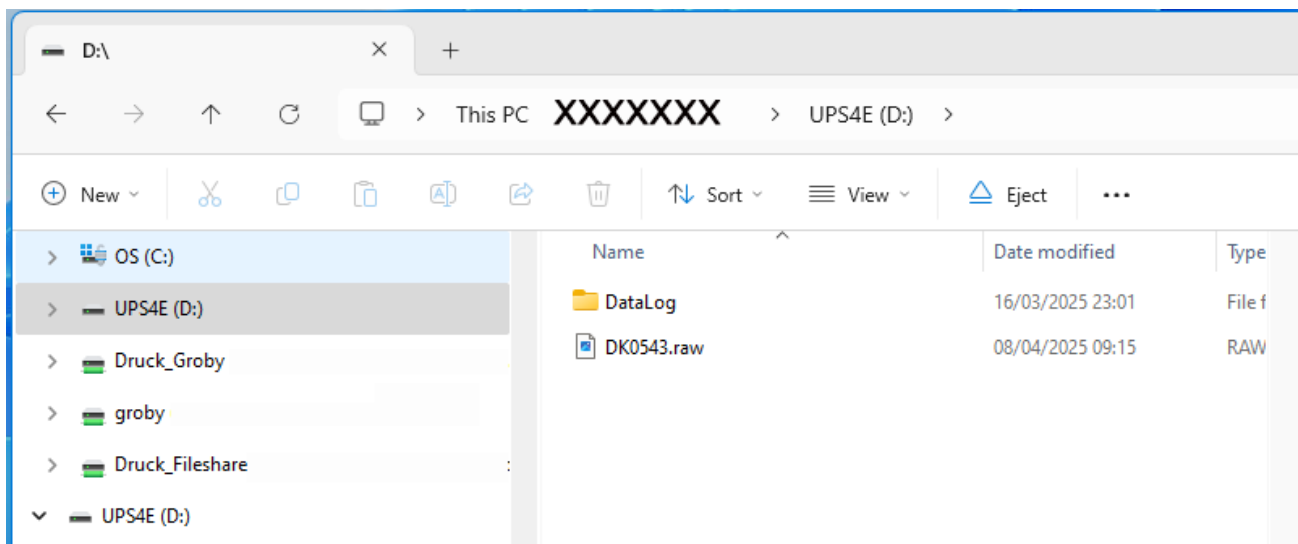 D:\
This PC XXXXXXX > UPS4E (D:) >
New Sort View Eject ...
OS (C:)
UPS4E (D:)
Druck_Groby
groby
Druck_Fileshare :
UPS4E (D:)
Name Date modified Type
DataLog 16/03/2025 23:01 File f
DK0543.raw 08/04/2025 09:15 RAW